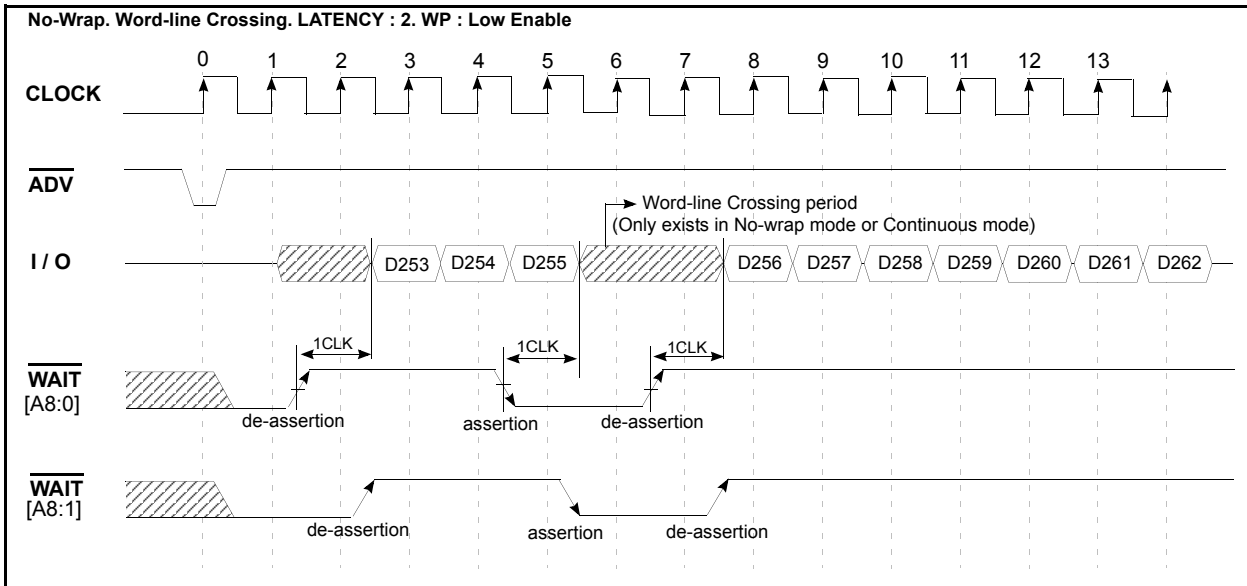 No-Wrap. Word-line Crossing. LATENCY : 2. WP : Low Enable
0 1 2 3 4 5 6 7 8 9 10 11 12 13
CLOCK
ADV
Word-line Crossing period
(Only exists in No-wrap mode or Continuous mode)
I / O
D253 D254 D255 D256 D257 D258 D259 D260 D261 D262
1CLK 1CLK 1CLK
WAIT
[A8:0]
de-assertion assertion de-assertion
WAIT
[A8:1]
de-assertion assertion de-assertion